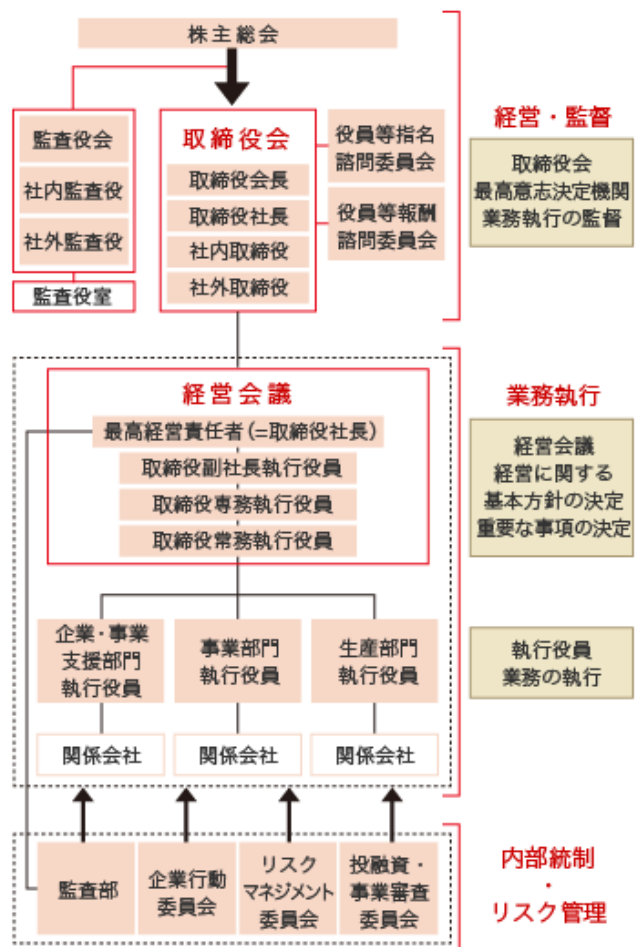 株主総会
監査役会
社内監査役
社外監査役
監査役室
取締役会
取締役会長
取締役社長
社内取締役
社外取締役
役員等指名
諮問委員会
役員等報酬
諮問委員会
経営・監督
取締役会
最高意志決定機関
業務執行の監督
経営会議
最高経営責任者(=取締役社長)
取締役副社長執行役員
取締役専務執行役員
取締役常務執行役員
業務執行
経営会議
経営に関する
基本方針の決定
重要な事項の決定
企業・事業
支援部門
執行役員
事業部門
執行役員
生産部門
執行役員
執行役員
業務の執行
関係会社
関係会社
関係会社
監査部
企業行動
委員会
リスク
マネジメント
委員会
投融資・
事業審査
委員会
内部統制
・
リスク管理